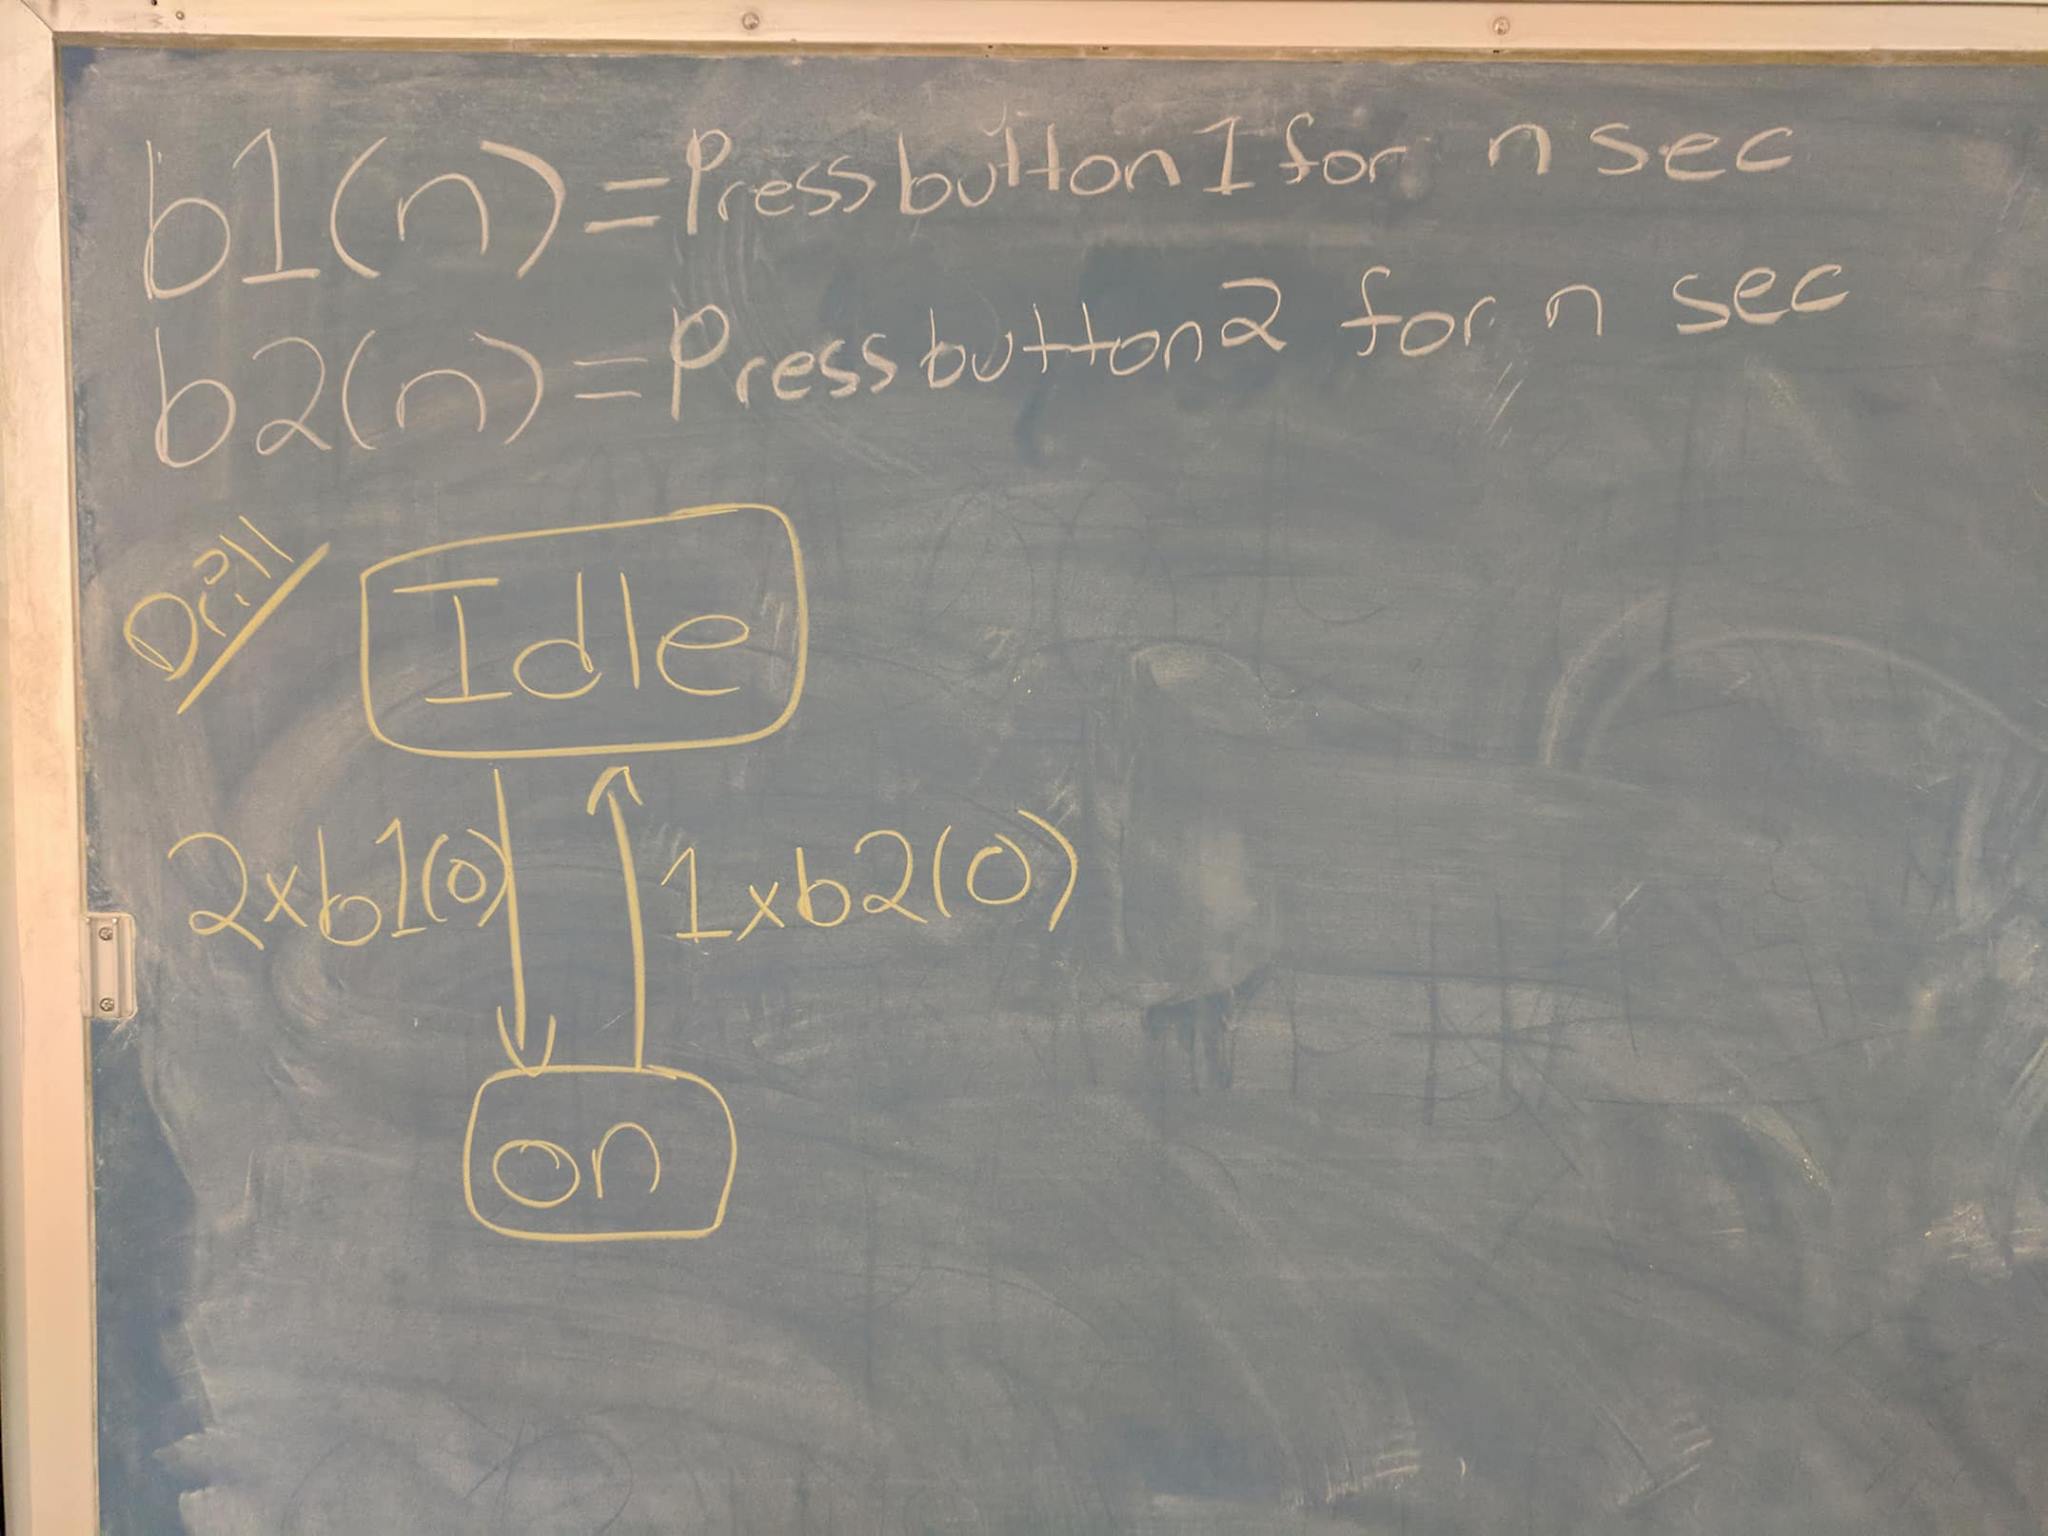 b1(n)=Press button 1 for n sec
b2(n)=Press button 2 for n sec
Drill
Idle
2xb1(0)
1xb2(0)
on